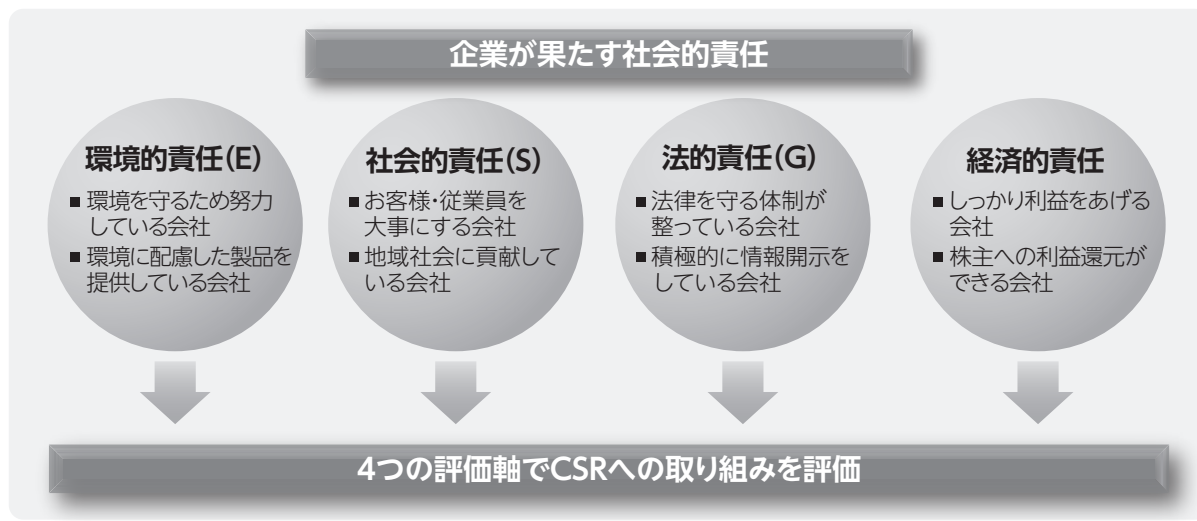 企業が果たす社会的責任
環境的責任(E)
■環境を守るため努力
している会社
■環境に配慮した製品を
提供している会社
社会的責任(S)
■お客様・従業員を
大事にする会社
■地域社会に貢献して
いる会社
法的責任(G)
■法律を守る体制が
整っている会社
■積極的に情報開示を
している会社
経済的責任
■しっかり利益をあげる
会社
■株主への利益還元が
できる会社
4つの評価軸でCSRへの取り組みを評価